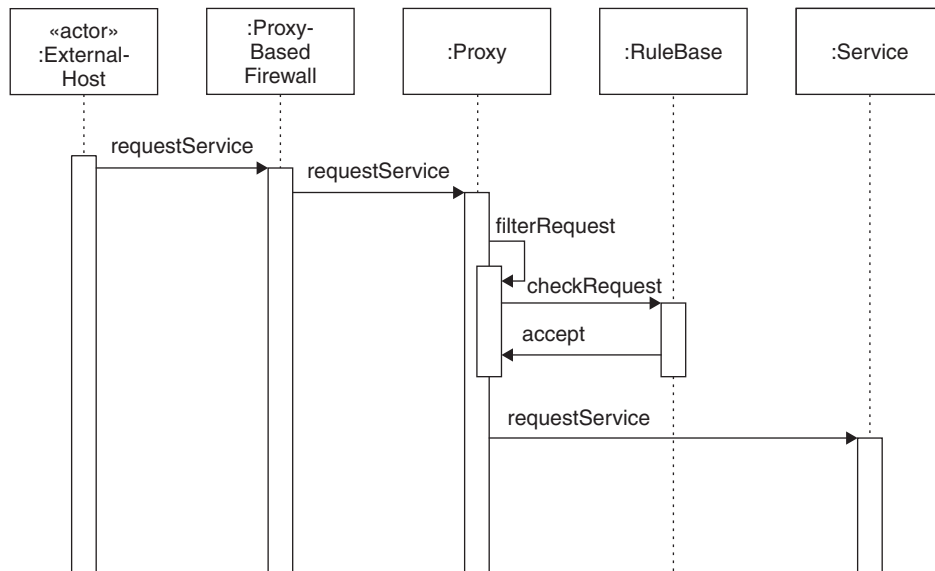 «actor»
:External-
Host
:Proxy-
Based
Firewall
:Proxy
:RuleBase
:Service
requestService
requestService
filterRequest
checkRequest
accept
requestService